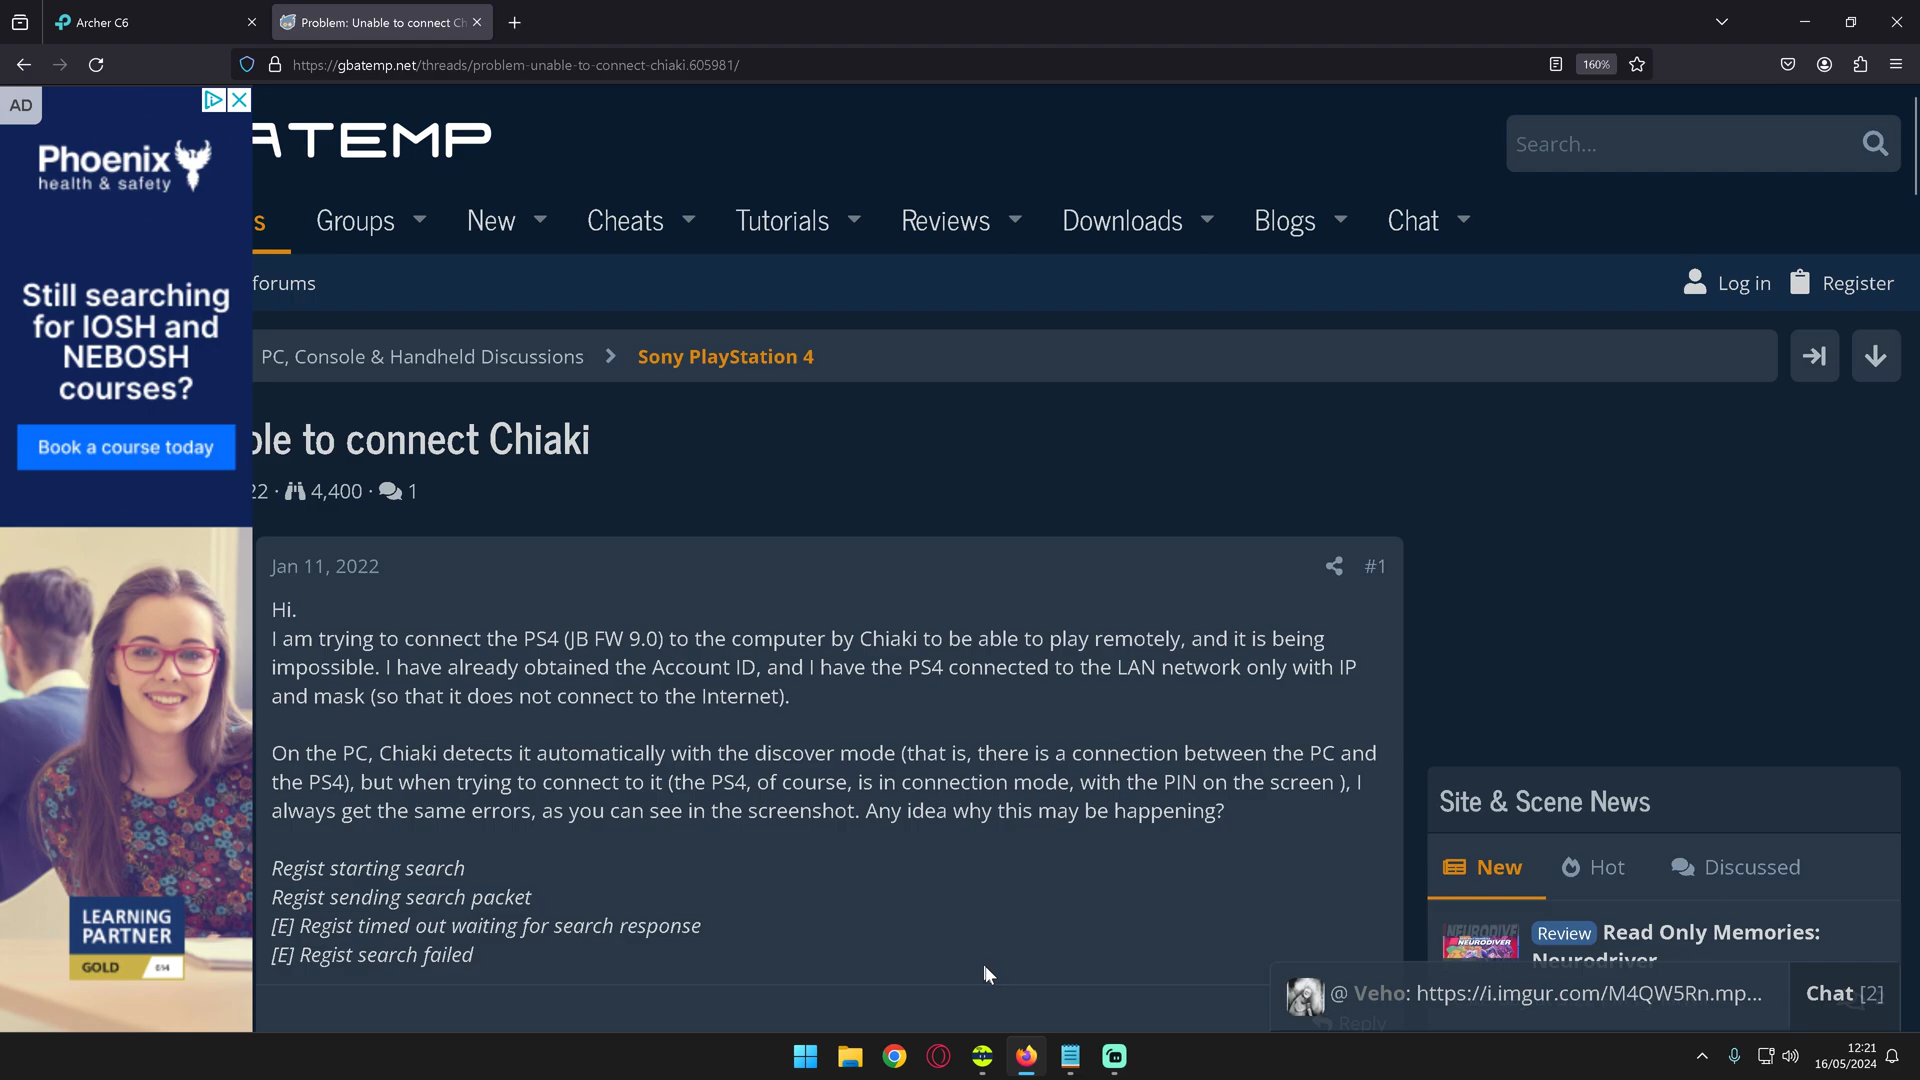 Archer C6
Problem: Unable to connect Ch
https://gbatemp.net/threads/problem-unable-to-connect-chiaki.605981/
160%
AD
Phoenix
health & safety
Still searching
for IOSH and
NEBOSH
courses?
Book a course today
LEARNING
PARTNER
GOLD
ATEMP
Search...
s Groups New Cheats Tutorials Reviews Downloads Blogs Chat
forums
Log in Register
PC, Console & Handheld Discussions Sony PlayStation 4
ble to connect Chiaki
22 · 4,400 · 1
Jan 11, 2022
#1
Hi.
I am trying to connect the PS4 (JB FW 9.0) to the computer by Chiaki to be able to play remotely, and it is being
impossible. I have already obtained the Account ID, and I have the PS4 connected to the LAN network only with IP
and mask (so that it does not connect to the Internet).
On the PC, Chiaki detects it automatically with the discover mode (that is, there is a connection between the PC and
the PS4), but when trying to connect to it (the PS4, of course, is in connection mode, with the PIN on the screen ), I
always get the same errors, as you can see in the screenshot. Any idea why this may be happening?
Regist starting search
Regist sending search packet
[E] Regist timed out waiting for search response
[E] Regist search failed
Reply
Site & Scene News
New Hot Discussed
NEURODIVER
Review Read Only Memories:
Neurodriver
@ Veho: https://i.imgur.com/M4QW5Rn.mp...
Chat [2]
12:21
16/05/2024